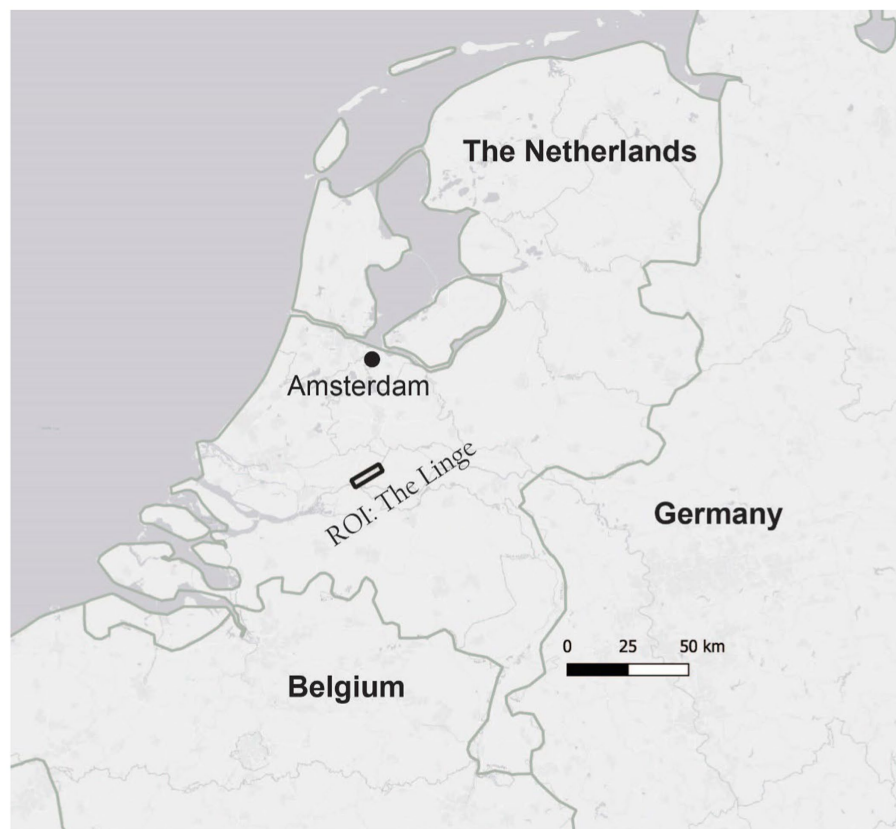 The Netherlands
Amsterdam
ROI: The Linge
Germany
0 25 50 km
Belgium